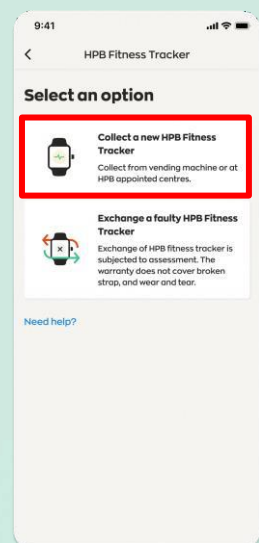 9:41
HPB Fitness Tracker
Select an option
Collect a new HPB Fitness
Tracker
Collect from vending machine or at
HPB appointed centres.
Exchange a faulty HPB Fitness
Tracker
Exchange of HPB fitness tracker is
subjected to assessment. The
warranty does not cover broken
strap, and wear and tear.
Need help?